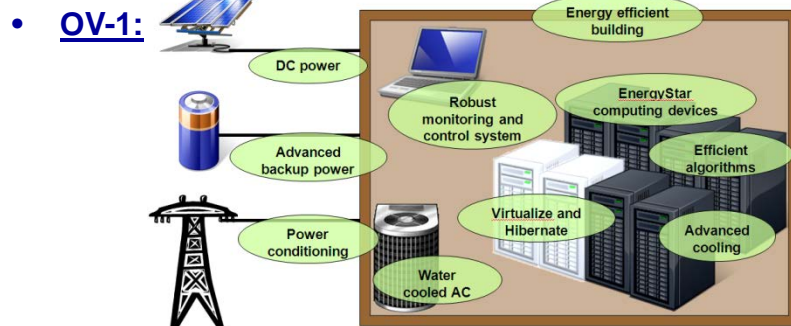 • OV-1:
Energy efficient
building
DC power
Robust
monitoring and
control system
EnergyStar
computing devices
Advanced
backup power
Efficient
algorithms
Virtualize and
Hibernate
Power
conditioning
Advanced
cooling
Water
cooled AC